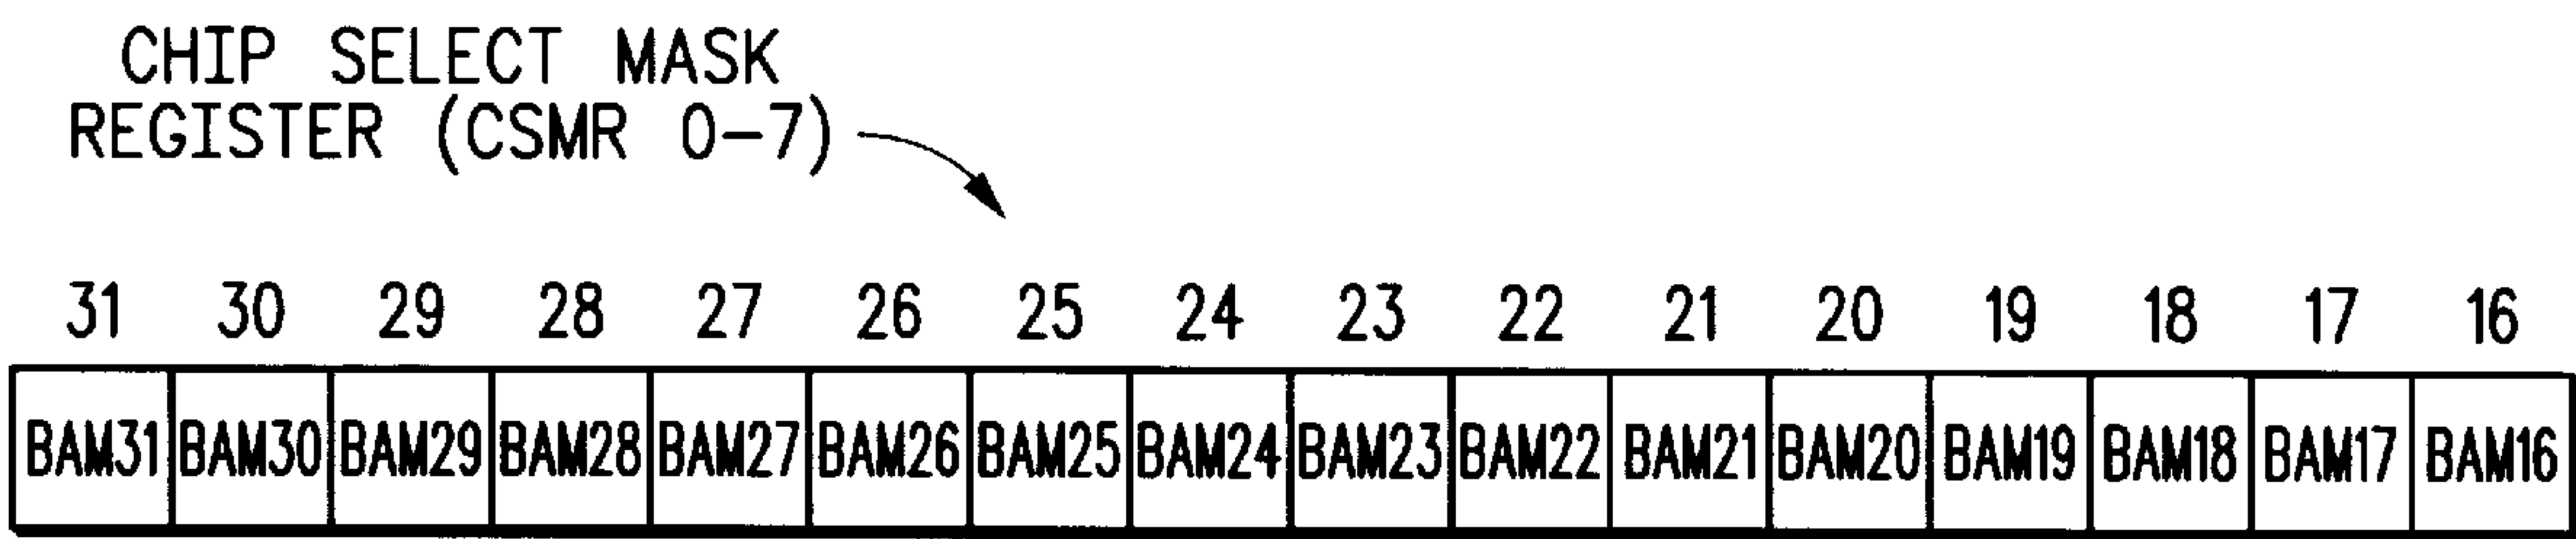 CHIP SELECT MASK
REGISTER (CSMR 0-7)
31 30 29 28 27 26 25 24 23 22 21 20 19 18 17 16
BAM31 BAM30 BAM29 BAM28 BAM27 BAM26 BAM25 BAM24 BAM23 BAM22 BAM21 BAM20 BAM19 BAM18 BAM17 BAM16